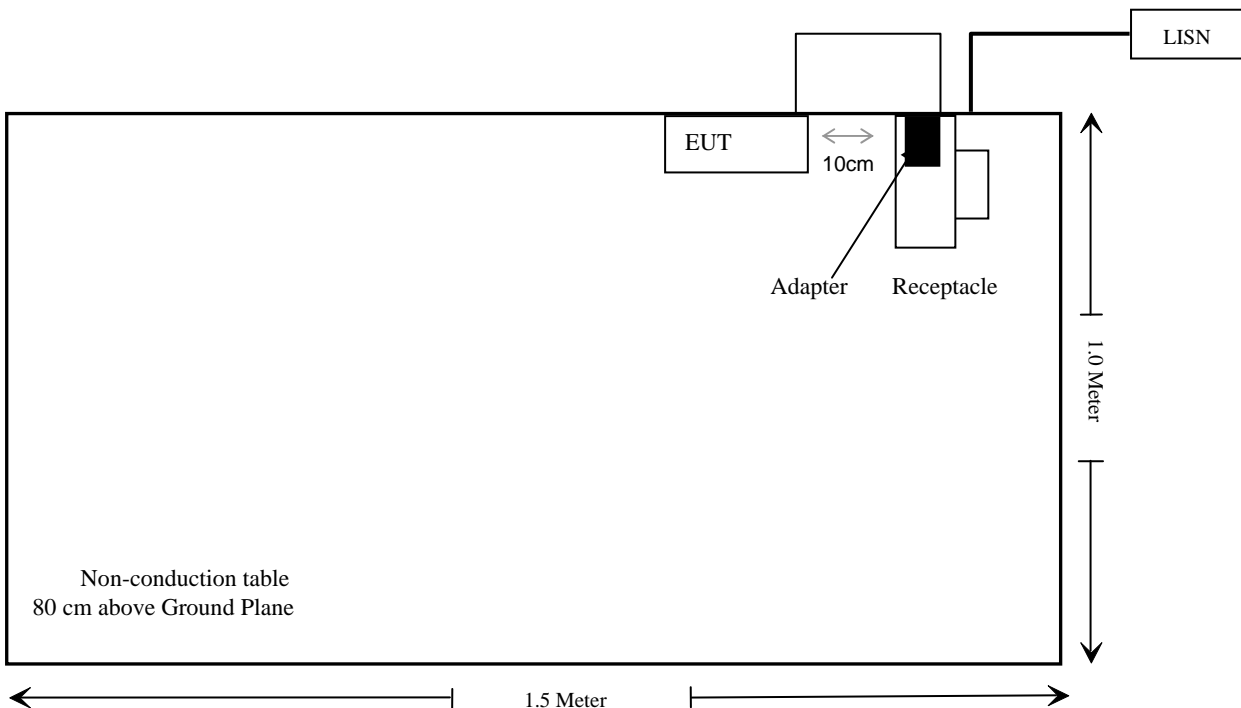 LISN
EUT
10cm
Adapter
Receptacle
1.0 Meter
Non-conduction table
80 cm above Ground Plane
1.5 Meter